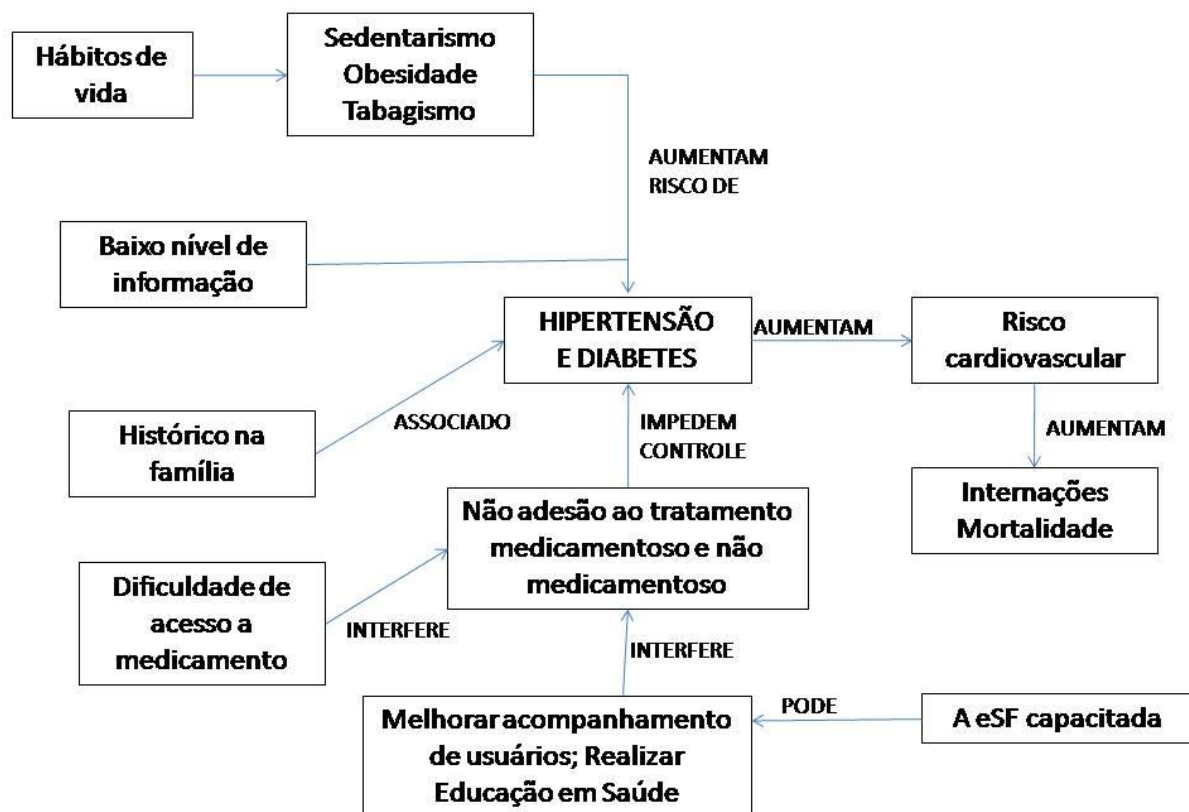 Hábitos de
vida
Sedentarismo
Obesidade
Tabagismo
AUMENTAM
RISCO DE
Baixo nível de
informação
HIPERTENSÃO
E DIABETES
AUMENTAM
Risco
cardiovascular
Histórico na
família
ASSOCIADO
IMPEDEM
CONTROLE
AUMENTAM
Internações
Mortalidade
Não adesão ao tratamento
medicamentoso e não
medicamentoso
Dificuldade de
acesso a
medicamento
INTERFERE
INTERFERE
Melhorar acompanhamento
de usuários; Realizar
Educação em Saúde
PODE
A eSF capacitada